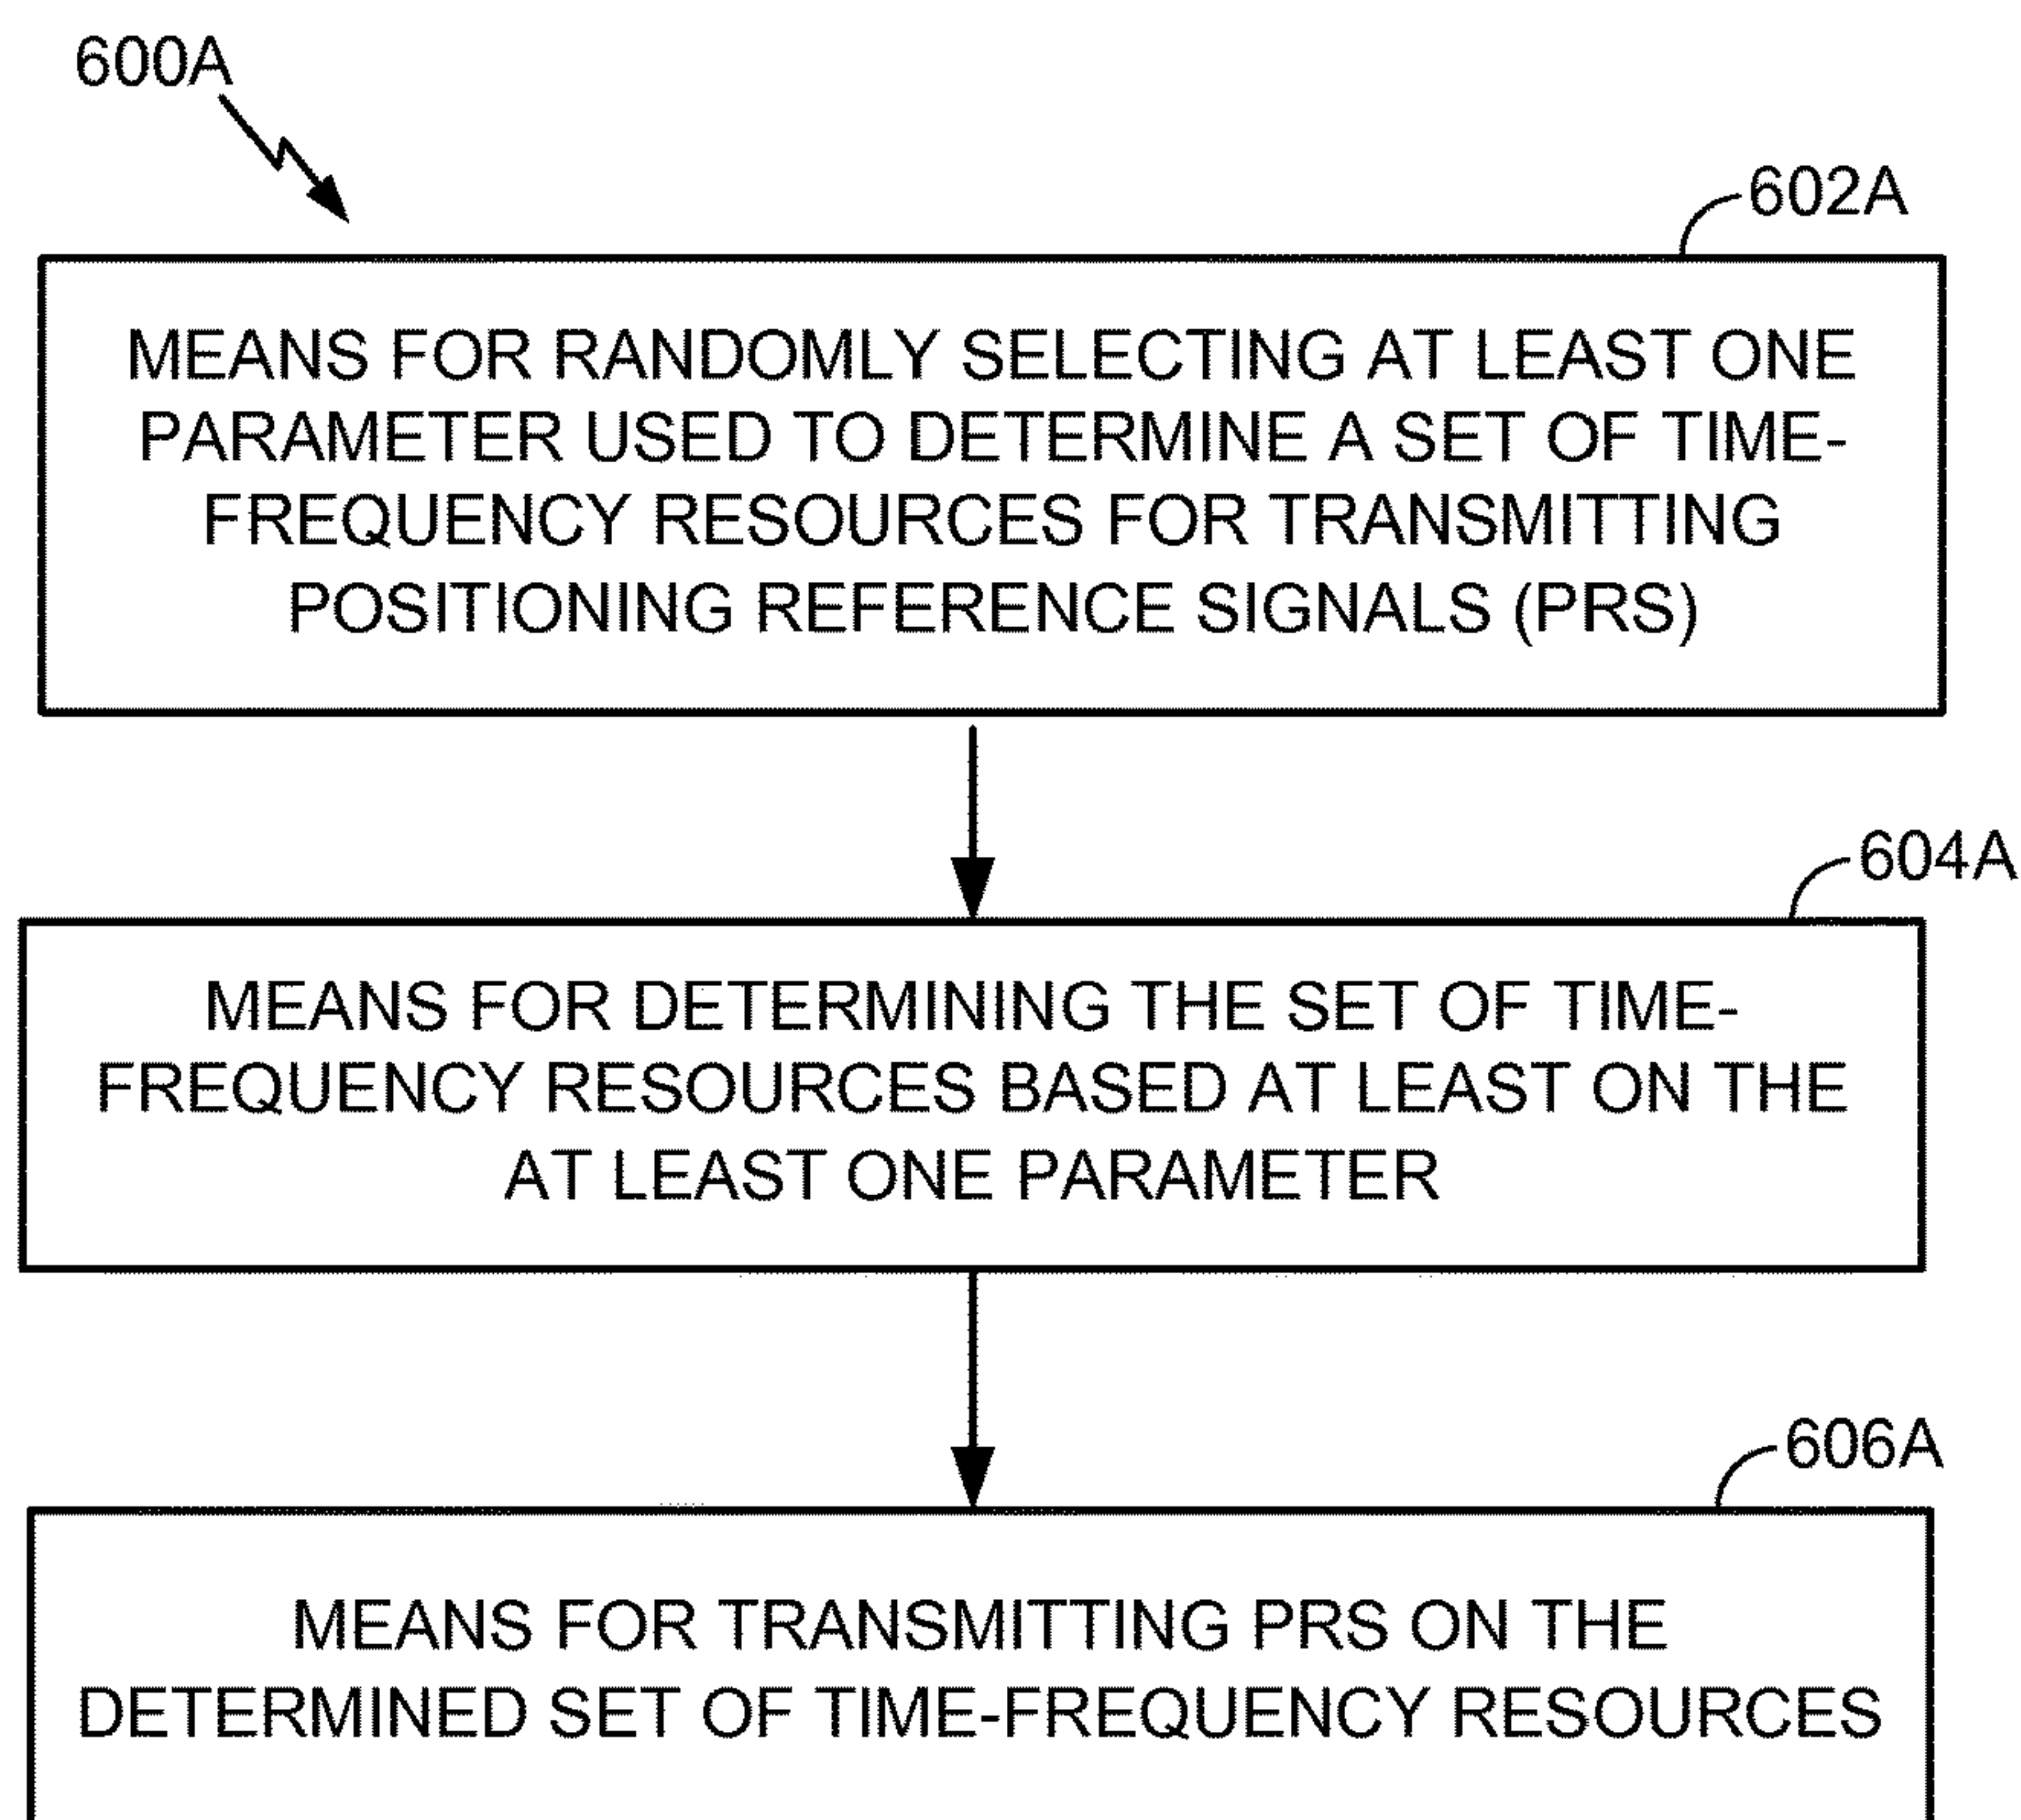 600A
602A
MEANS FOR RANDOMLY SELECTING AT LEAST ONE
PARAMETER USED TO DETERMINE A SET OF TIME-
FREQUENCY RESOURCES FOR TRANSMITTING
POSITIONING REFERENCE SIGNALS (PRS)
604A
MEANS FOR DETERMINING THE SET OF TIME-
FREQUENCY RESOURCES BASED AT LEAST ON THE
AT LEAST ONE PARAMETER
606A
MEANS FOR TRANSMITTING PRS ON THE
DETERMINED SET OF TIME-FREQUENCY RESOURCES